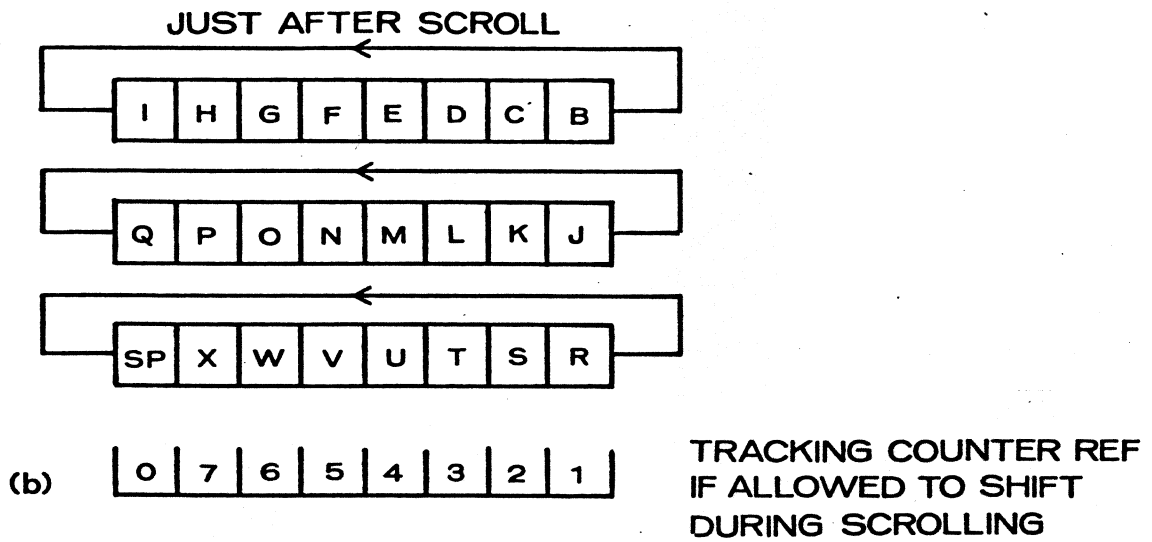 JUST AFTER SCROLL
I H G F E D C B
Q P O N M L K J
SP X W V U T S R
(b) 0 7 6 5 4 3 2 1
TRACKING COUNTER REF
IF ALLOWED TO SHIFT
DURING SCROLLING